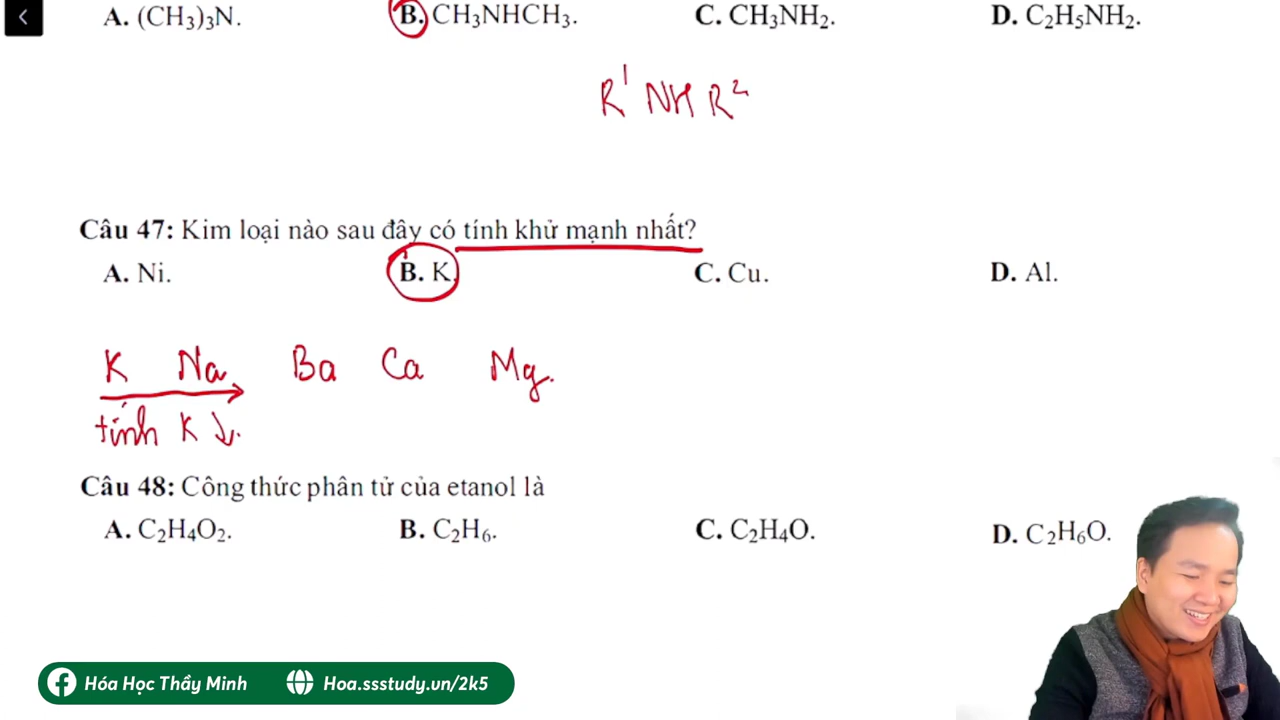 A. (CH₃)₃N. B. CH₃NHCH₃. C. CH₃NH₂. D. C₂H₅NH₂.
R¹ NH R²
Câu 47: Kim loại nào sau đây có tính khử mạnh nhất?
A. Ni. B. K. C. Cu. D. Al.
K Na Ba Ca Mg.
tính K ↓.
Câu 48: Công thức phân tử của etanol là
A. C₂H₄O₂. B. C₂H₆. C. C₂H₄O. D. C₂H₆O.
Hóa Học Thầy Minh Hoa.ssstudy.vn/2k5